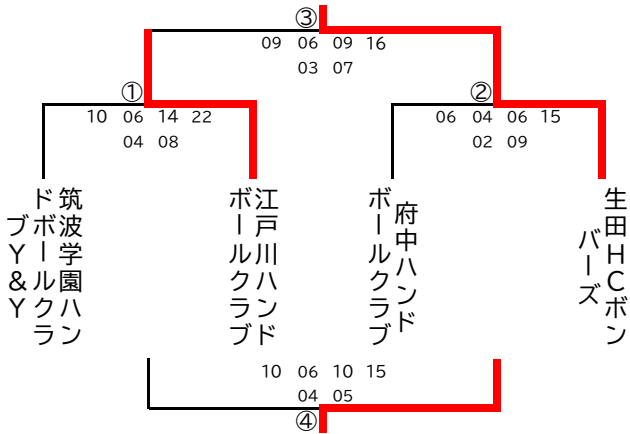 ③
09 06 09 16
03 07
①
10 06 14 22
04 08
②
06 04 06 15
02 09
筑波学園ハン
ドボールクラ
ブY&Y
江戸川ハンド
ボールクラブ
府中ハンド
ボールクラブ
生田HCボン
バーズ
10 06 10 15
04 05
④